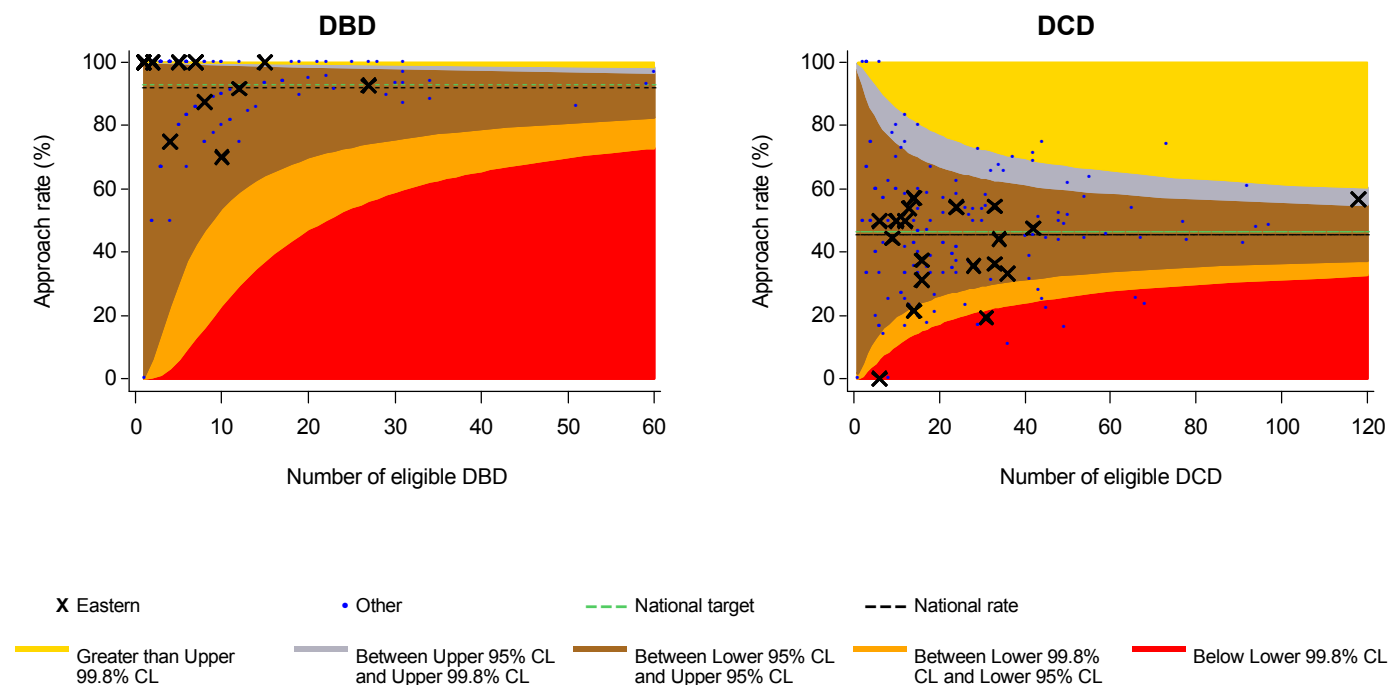 DBD
DCD
100
80
60
40
20
0
Approach rate (%)
0 10 20 30 40 50 60
Number of eligible DBD
100
80
60
40
20
0
Approach rate (%)
0 20 40 60 80 100 120
Number of eligible DCD
X Eastern
Other
National target
National rate
Greater than Upper
99.8% CL
Between Upper 95% CL
and Upper 99.8% CL
Between Lower 95% CL
and Upper 95% CL
Between Lower 99.8%
CL and Lower 95% CL
Below Lower 99.8% CL